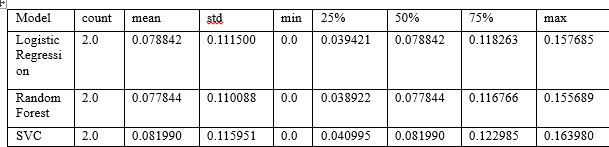 Model count mean std min 25% 50% 75% max
Logistic Regressi on 2.0 0.078842 0.111500 0.0 0.039421 0.078842 0.118263 0.157685
Random Forest 2.0 0.077844 0.110088 0.0 0.038922 0.077844 0.116766 0.155689
SVC 2.0 0.081990 0.115951 0.0 0.040995 0.081990 0.122985 0.163980